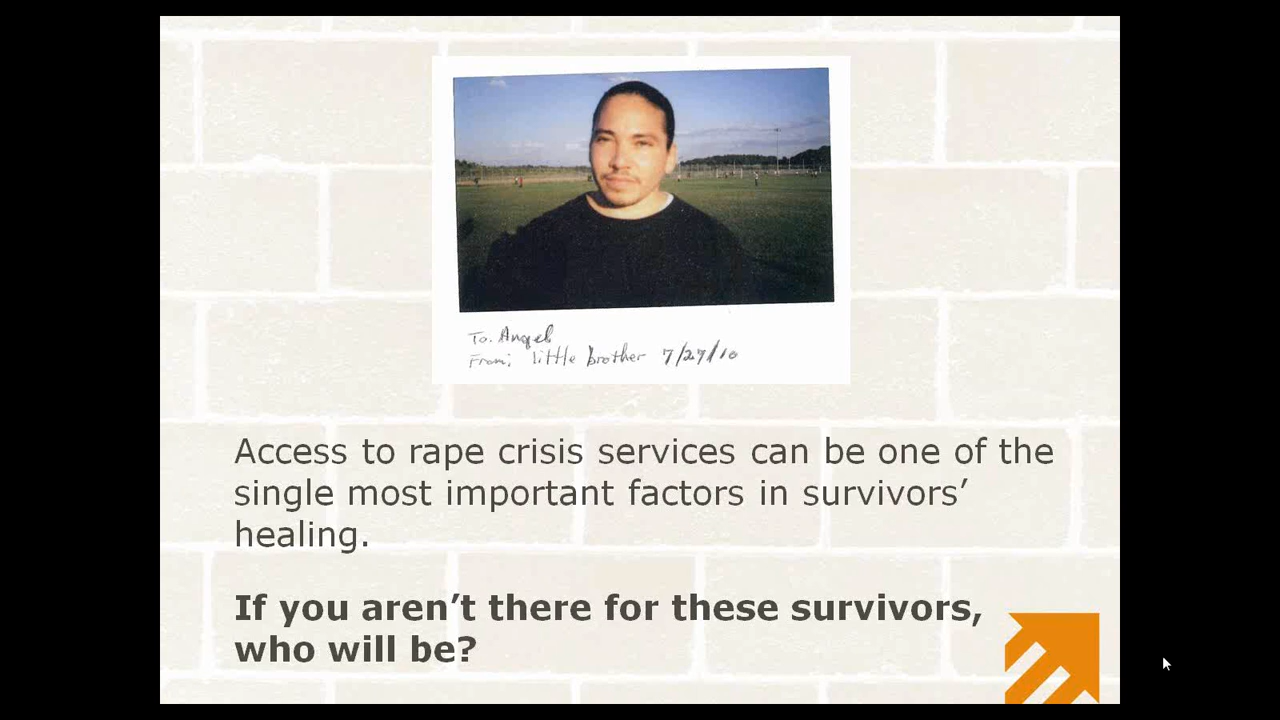 To. Angel
From; little brother 7/27/10
Access to rape crisis services can be one of the
single most important factors in survivors’
healing.
If you aren’t there for these survivors,
who will be?